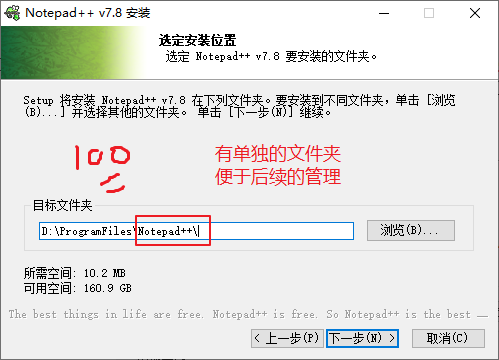 Notepad++ v7.8 安装
选定安装位置
选定 Notepad++ v7.8 要安装的文件夹。
Setup 将安装 Notepad++ v7.8 在下列文件夹。要安装到不同文件夹，单击 [浏览
(B)...] 并选择其他的文件夹。 单击 [下一步(N)] 继续。
100
有单独的文件夹
便于后续的管理
目标文件夹
D:\ProgramFiles\Notepad++\
浏览(B)...
所需空间: 10.2 MB
可用空间: 160.9 GB
The best things in life are free. Notepad++ is free. So Notepad++ is the best
< 上一步(P)
下一步(N) >
取消(C)